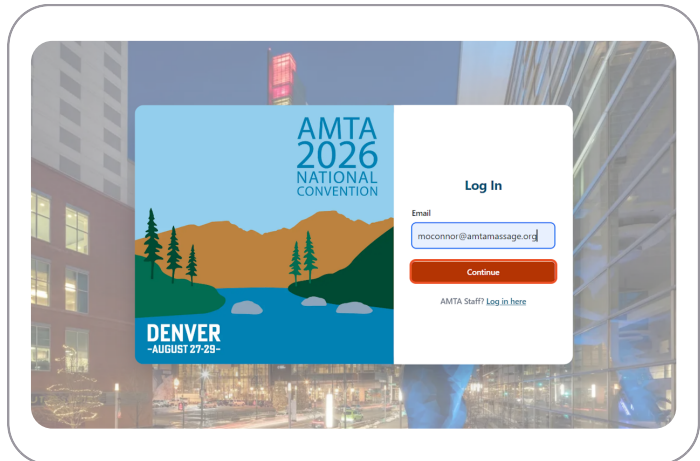 AMTA
2026
NATIONAL
CONVENTION
DENVER
-AUGUST 27-29-
Log In
Email
moconnor@amtamassage.org
Continue
AMTA Staff? Log in here